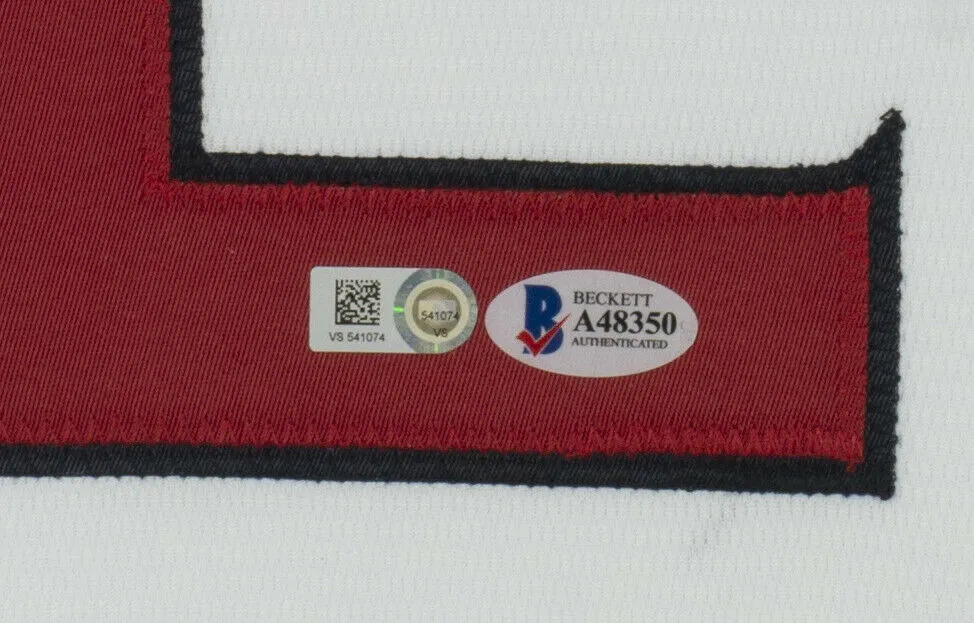 VS 541074
541074
VS
B
BECKETT
A48350
AUTHENTICATED